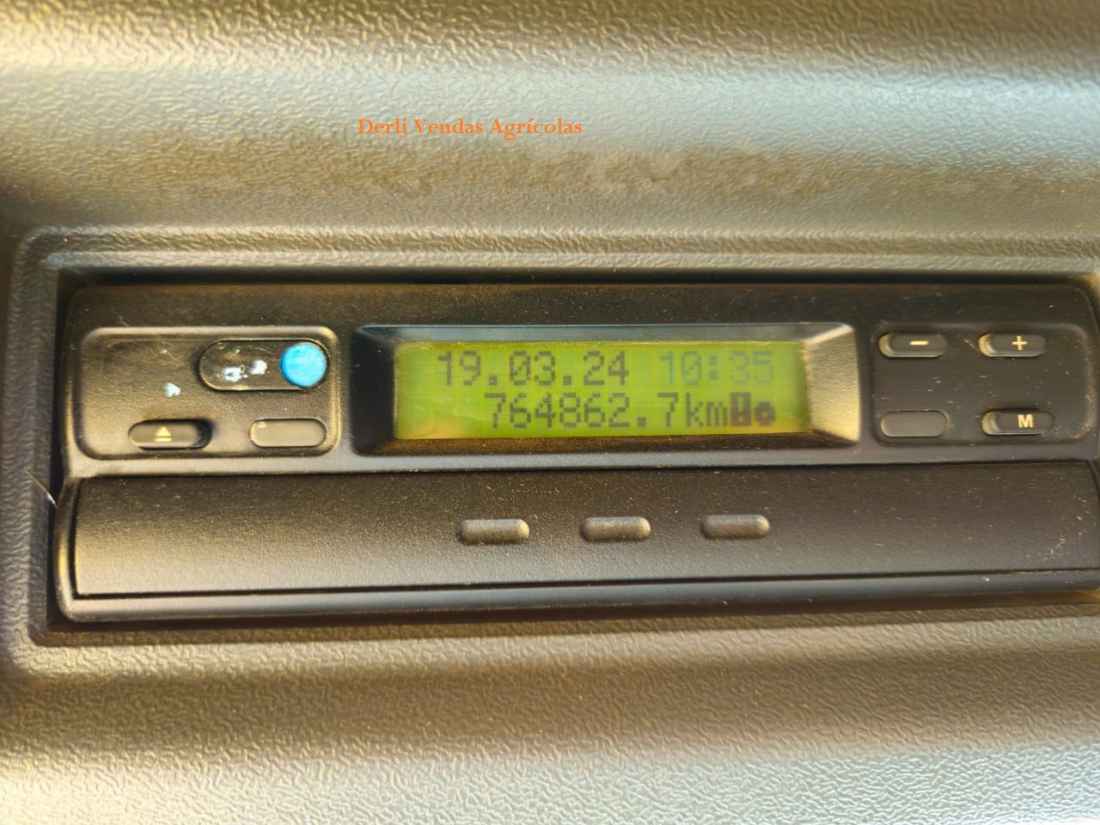 Derli Vendas Agrícolas
19.03.24 10:35
764862.7km
- +
M